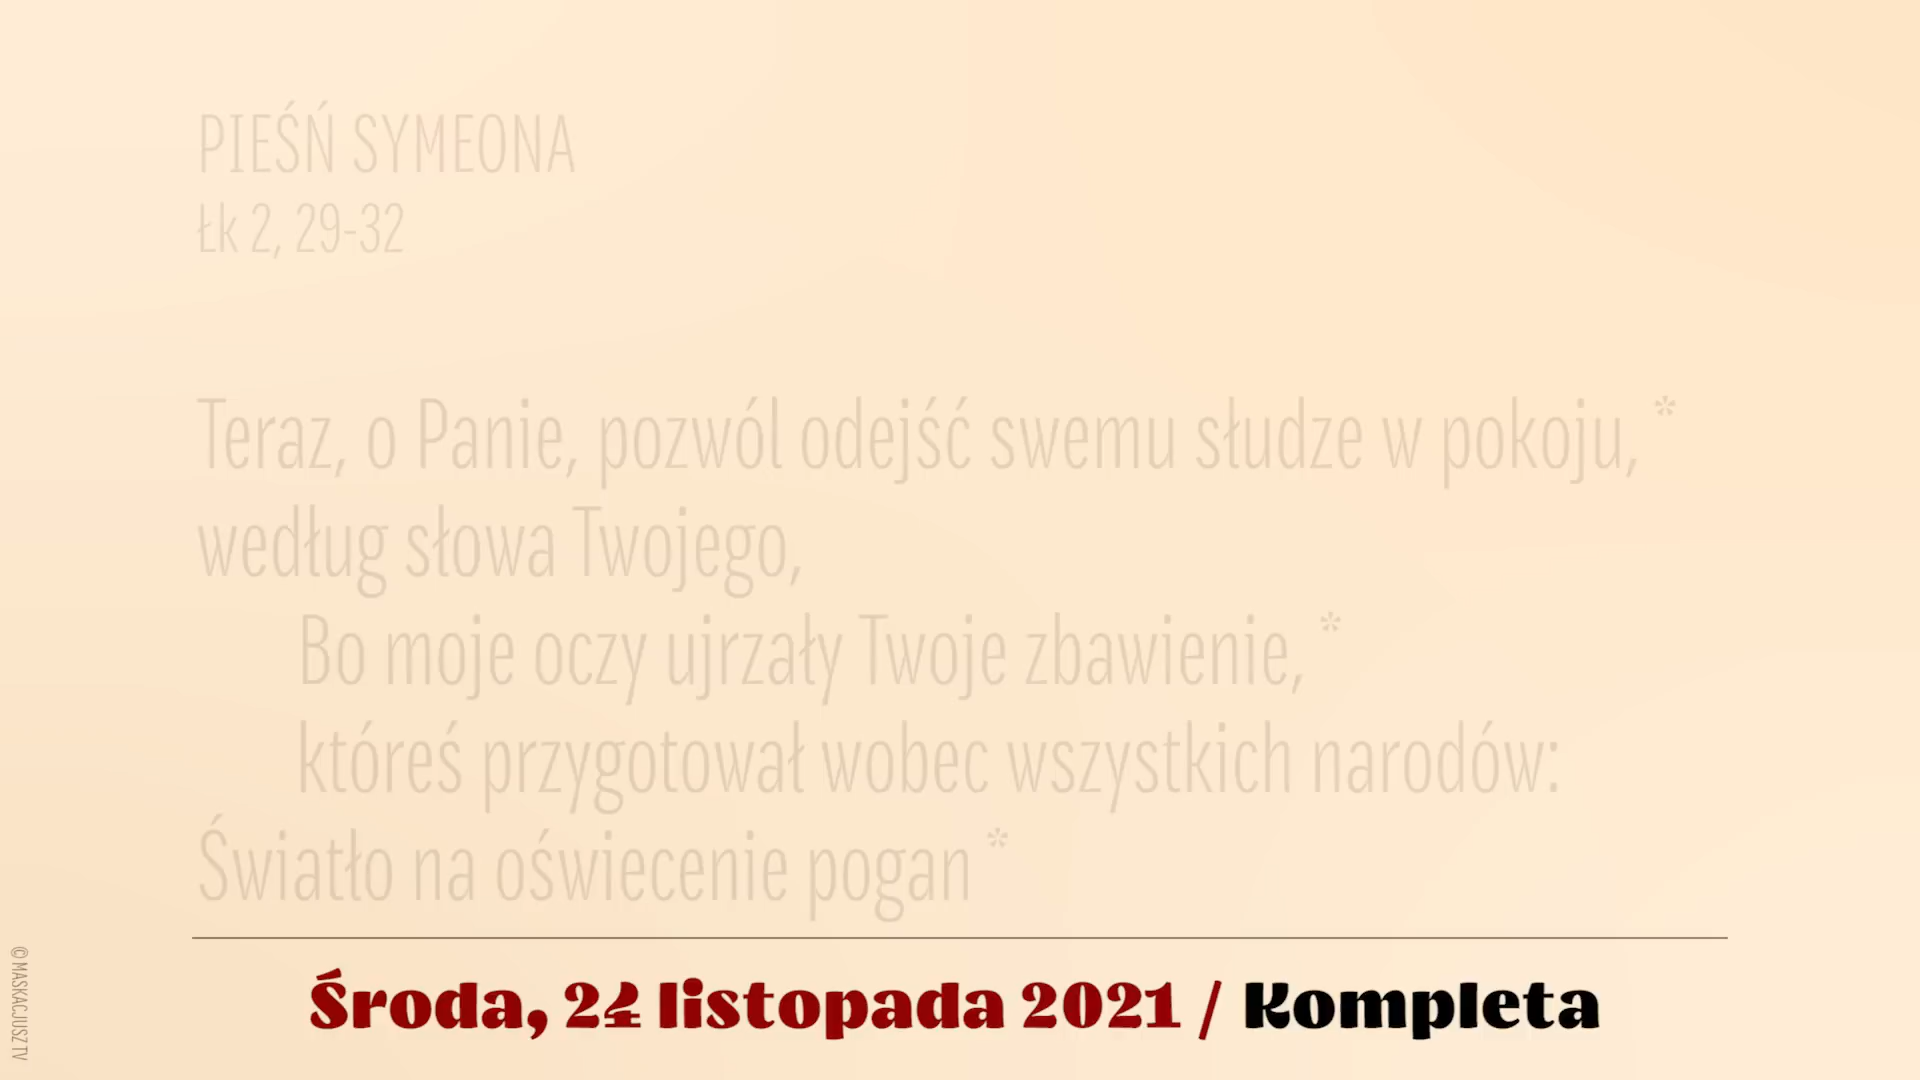 PIEŚŃ SYMEONA
Łk 2, 29-32
Teraz, o Panie, pozwól odejść swemu słudze w pokoju, *
według słowa Twojego,
Bo moje oczy ujrzały Twoje zbawienie, *
któreś przygotował wobec wszystkich narodów:
Światło na oświecenie pogan *
Środa, 24 listopada 2021 / Kompleta
© MASKACJUSZ TV